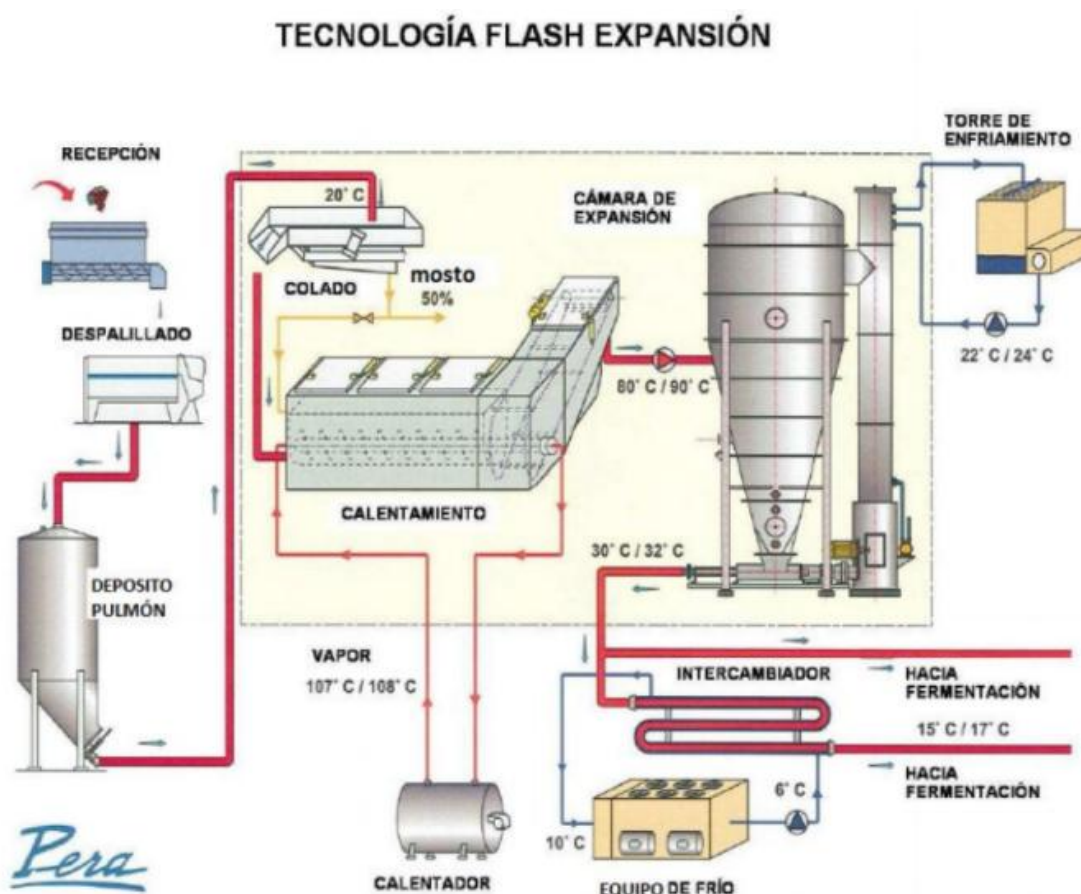 TECNOLOGÍA FLASH EXPANSIÓN
RECEPCIÓN
DESPALILLADO
DEPOSITO
PULMÓN
20° C
COLADO
mosto
50%
CALENTAMIENTO
CÁMARA DE
EXPANSIÓN
80° C / 90° C
TORRE DE
ENFRIAMIENTO
22° C / 24° C
30° C / 32° C
VAPOR
107° C / 108° C
CALENTADOR
INTERCAMBIADOR
HACIA
FERMENTACIÓN
15° C / 17° C
HACIA
FERMENTACIÓN
6° C
10° C
EQUIPO DE FRÍO
Pera